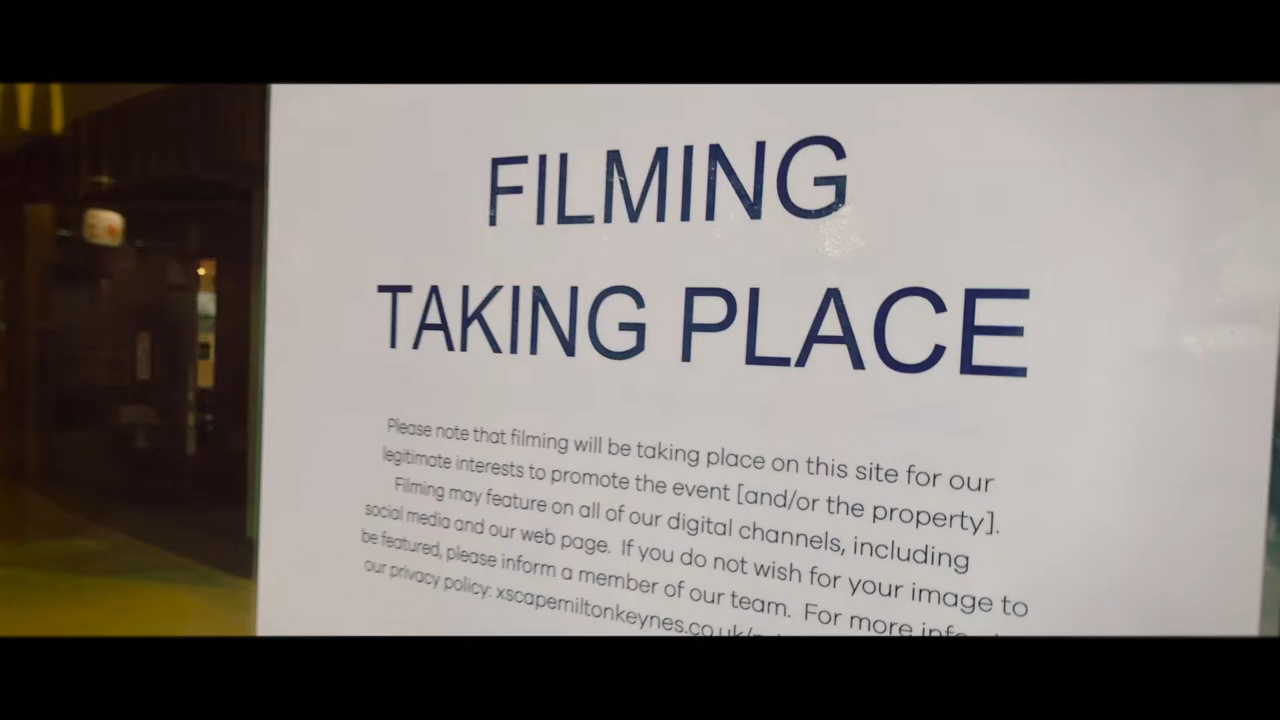 FILMING
TAKING PLACE
Please note that filming will be taking place on this site for our
legitimate interests to promote the event [and/or the property].
Filming may feature on all of our digital channels, including
social media and our web page. If you do not wish for your image to
be featured, please inform a member of our team. For more
our privacy policy: xscapemiltonkeynes.co.uk/